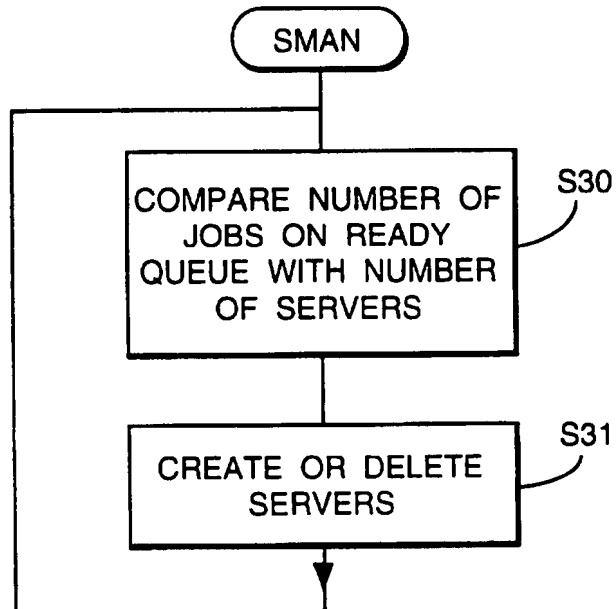 SMAN
COMPARE NUMBER OF
JOBS ON READY
QUEUE WITH NUMBER
OF SERVERS
S30
CREATE OR DELETE
SERVERS
S31